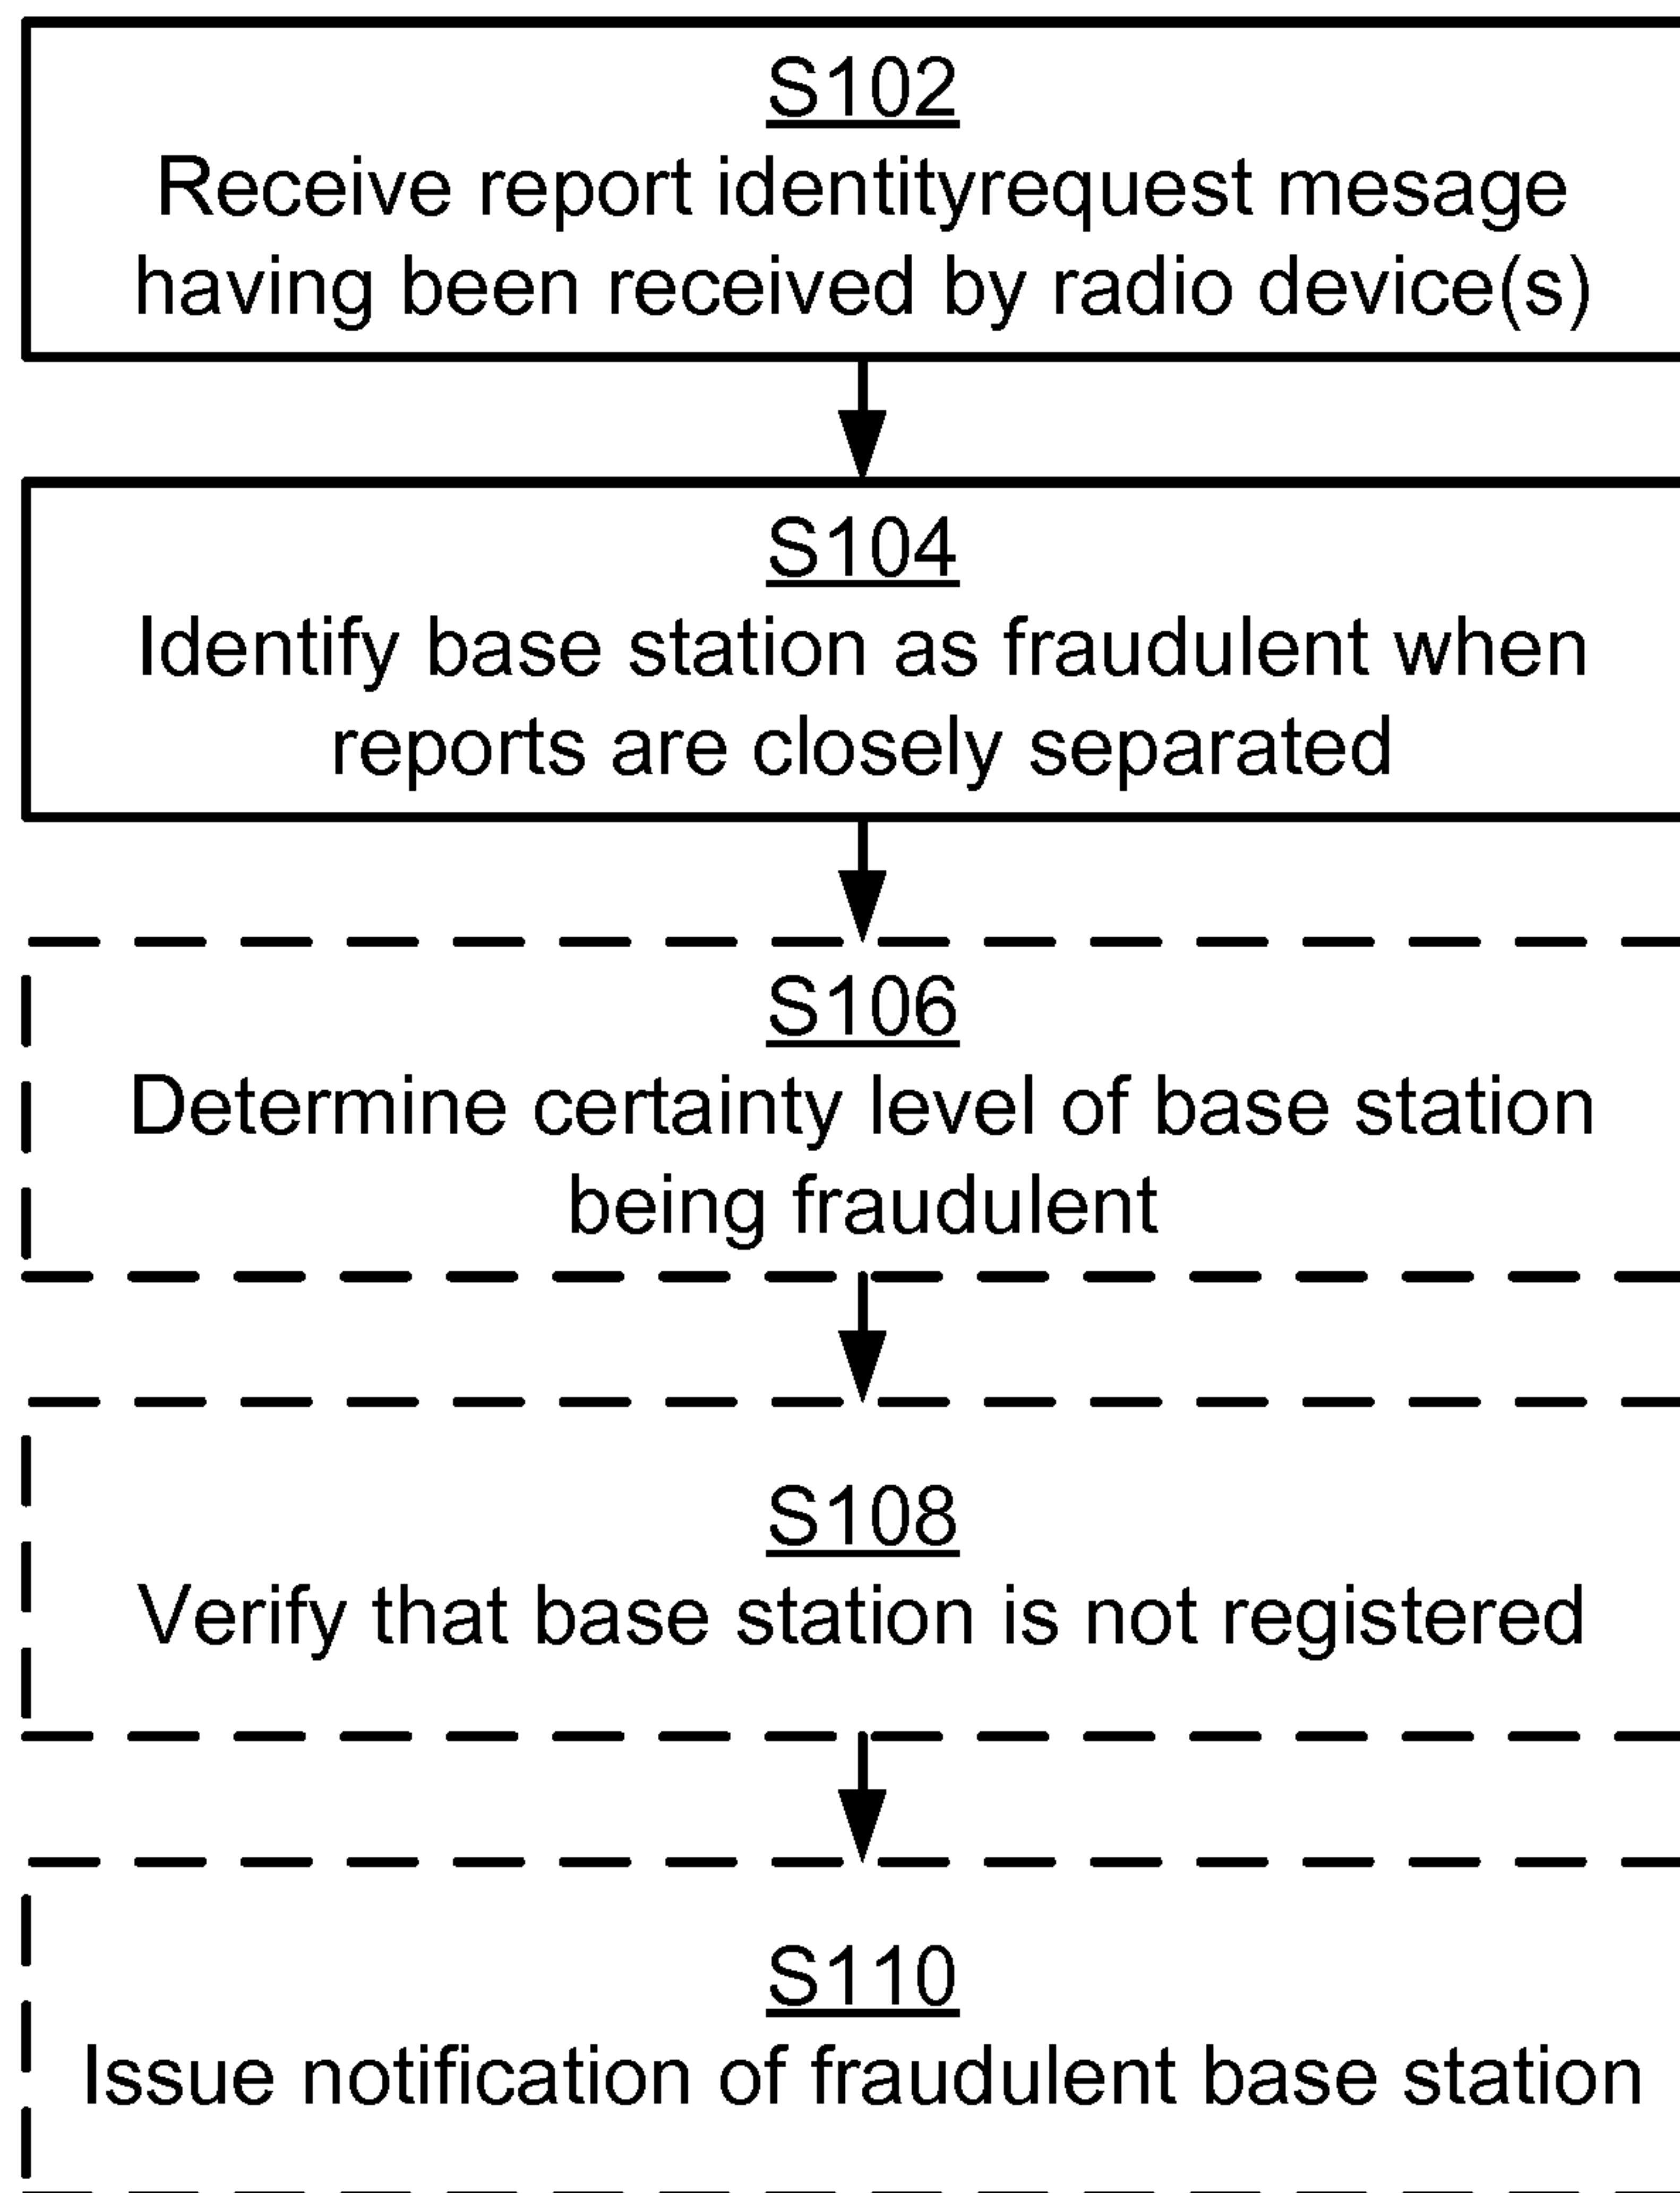 S102
Receive report identityrequest mesage
having been received by radio device(s)
S104
Identify base station as fraudulent when
reports are closely separated
S106
Determine certainty level of base station
being fraudulent
S108
Verify that base station is not registered
S110
Issue notification of fraudulent base station